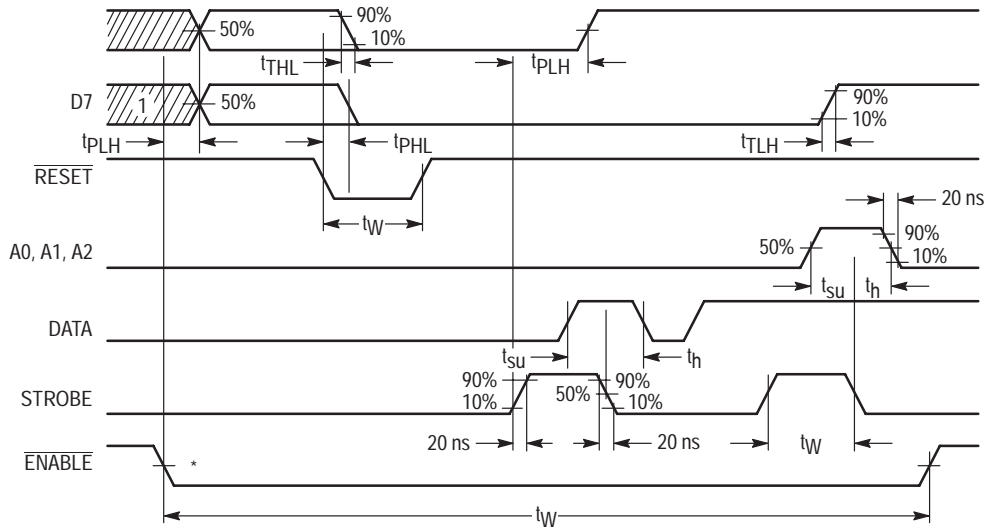 50%
90%
10%
tTHL
tPLH
D7
1
50%
90%
10%
tPLH
tPHL
tTLH
RESET
20 ns
tW
A0, A1, A2
50%
90%
10%
tsu
th
DATA
tsu
th
STROBE
90%
10%
50%
90%
10%
20 ns
20 ns
tW
ENABLE
*
tW